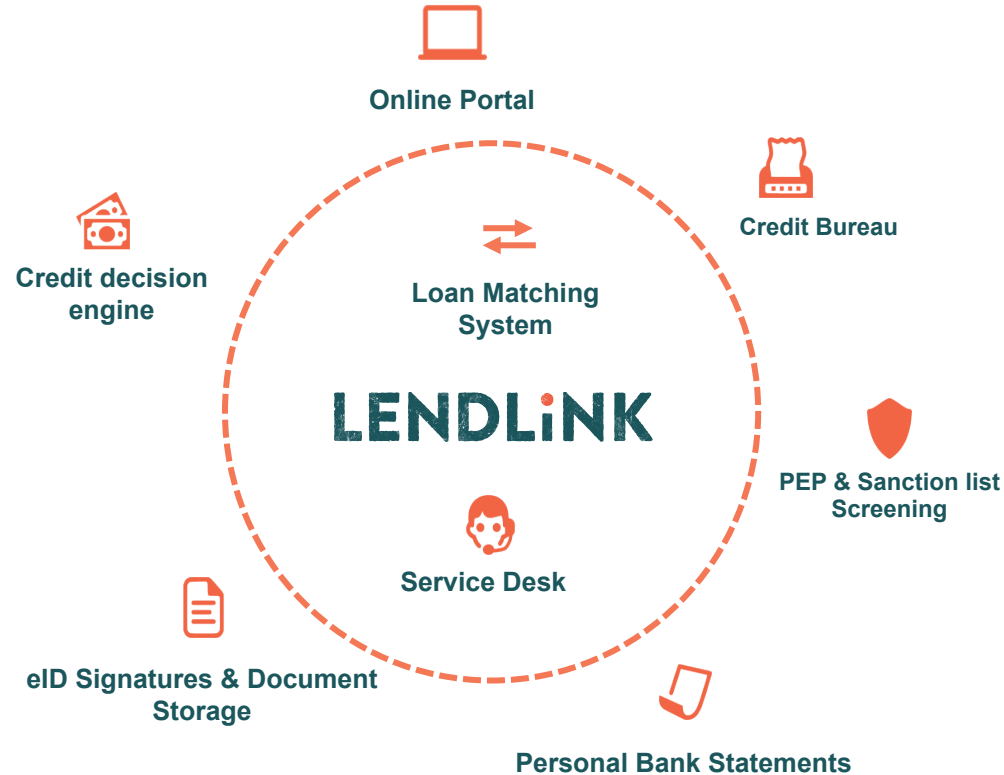 Online Portal
Credit Bureau
Credit decision
engine
Loan Matching
System
LENDLiNK
PEP & Sanction list
Screening
Service Desk
eID Signatures & Document
Storage
Personal Bank Statements